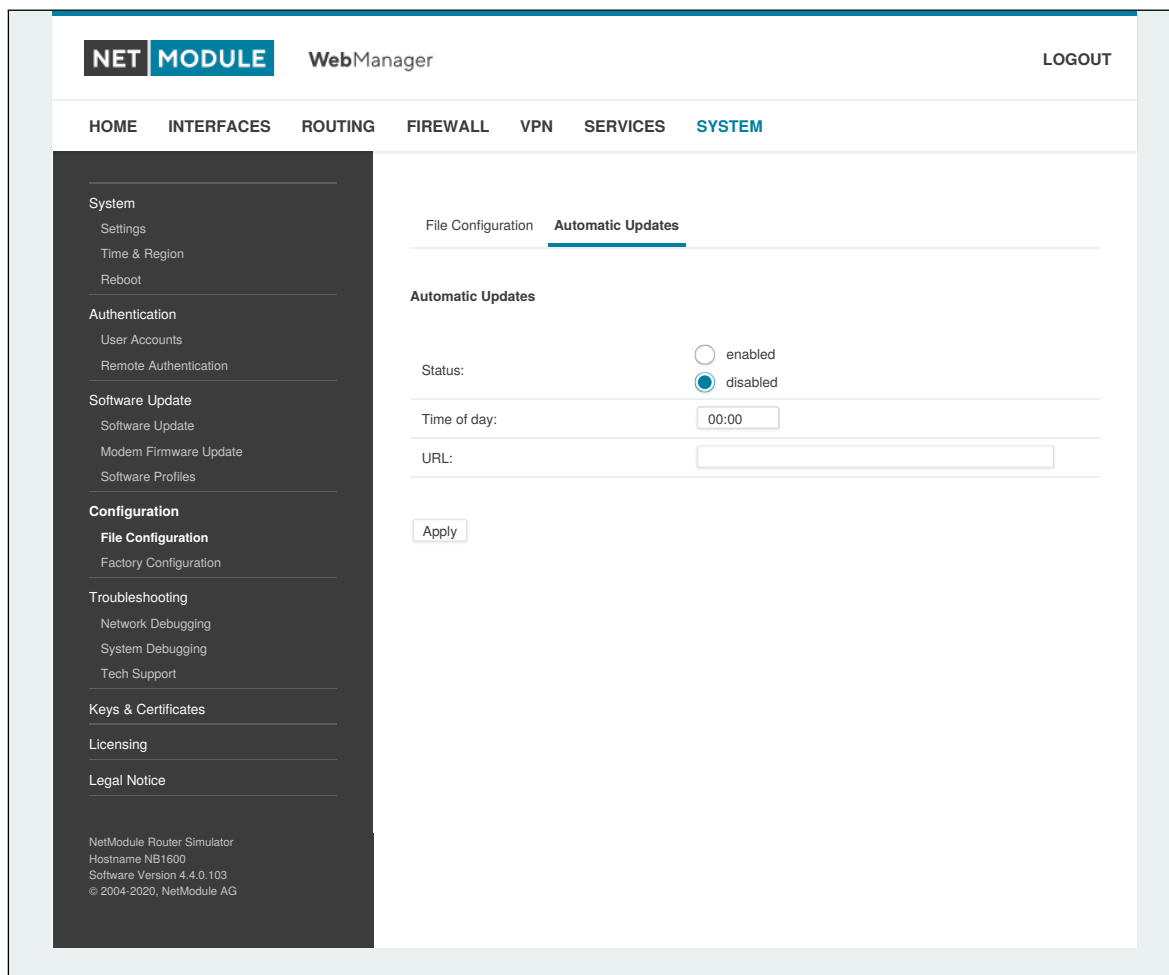 NET MODULE WebManager LOGOUT
HOME INTERFACES ROUTING FIREWALL VPN SERVICES SYSTEM
System
Settings
Time & Region
Reboot
Authentication
User Accounts
Remote Authentication
Software Update
Software Update
Modem Firmware Update
Software Profiles
Configuration
File Configuration
Factory Configuration
Troubleshooting
Network Debugging
System Debugging
Tech Support
Keys & Certificates
Licensing
Legal Notice
NetModule Router Simulator
Hostname NB1600
Software Version 4.4.0.103
© 2004-2020, NetModule AG
File Configuration Automatic Updates
Automatic Updates
Status:
enabled
disabled
Time of day: 00:00
URL:
Apply